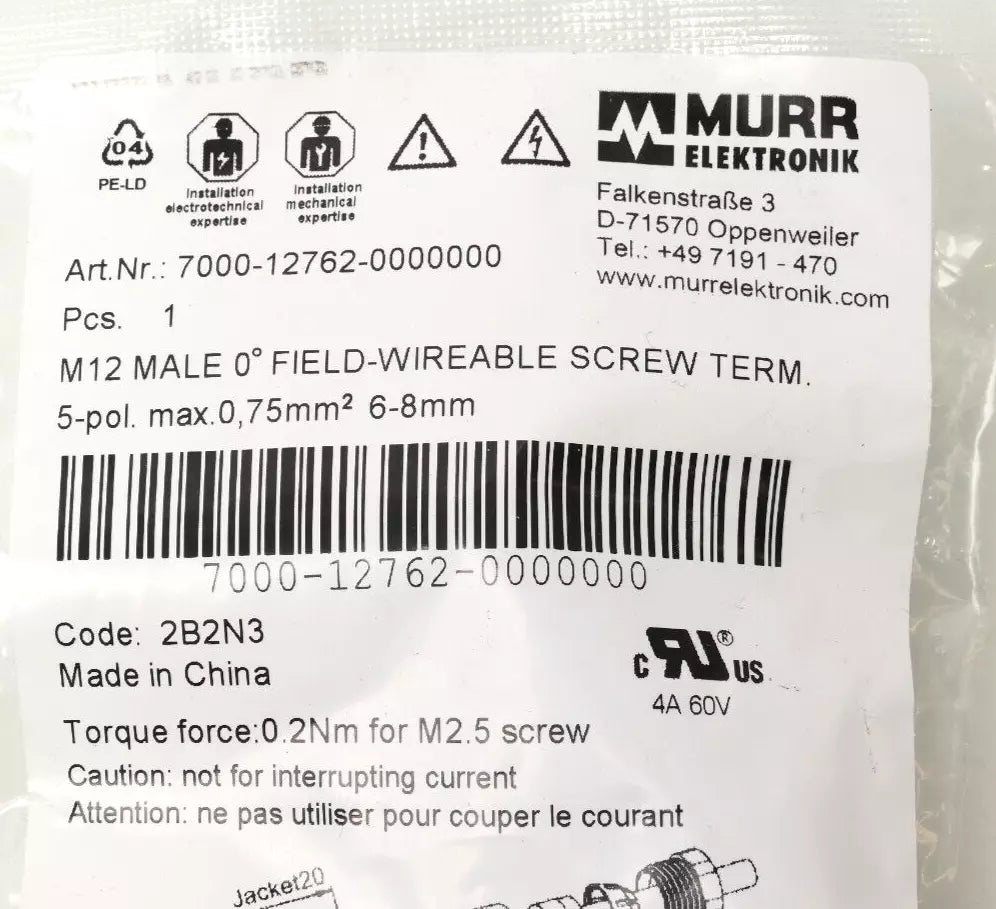 04
PE-LD
Installation
electrotechnical
expertise
Installation
mechanical
expertise
MURR
ELEKTRONIK
Falkenstraße 3
D-71570 Oppenweiler
Tel.: +49 7191 - 470
www.murrelektronik.com
Art.Nr.: 7000-12762-0000000
Pcs. 1
M12 MALE 0° FIELD-WIREABLE SCREW TERM.
5-pol. max.0,75mm² 6-8mm
7000-12762-0000000
Code: 2B2N3
Made in China
c RU ® US
4A 60V
Torque force:0.2Nm for M2.5 screw
Caution: not for interrupting current
Attention: ne pas utiliser pour couper le courant
Jacket20